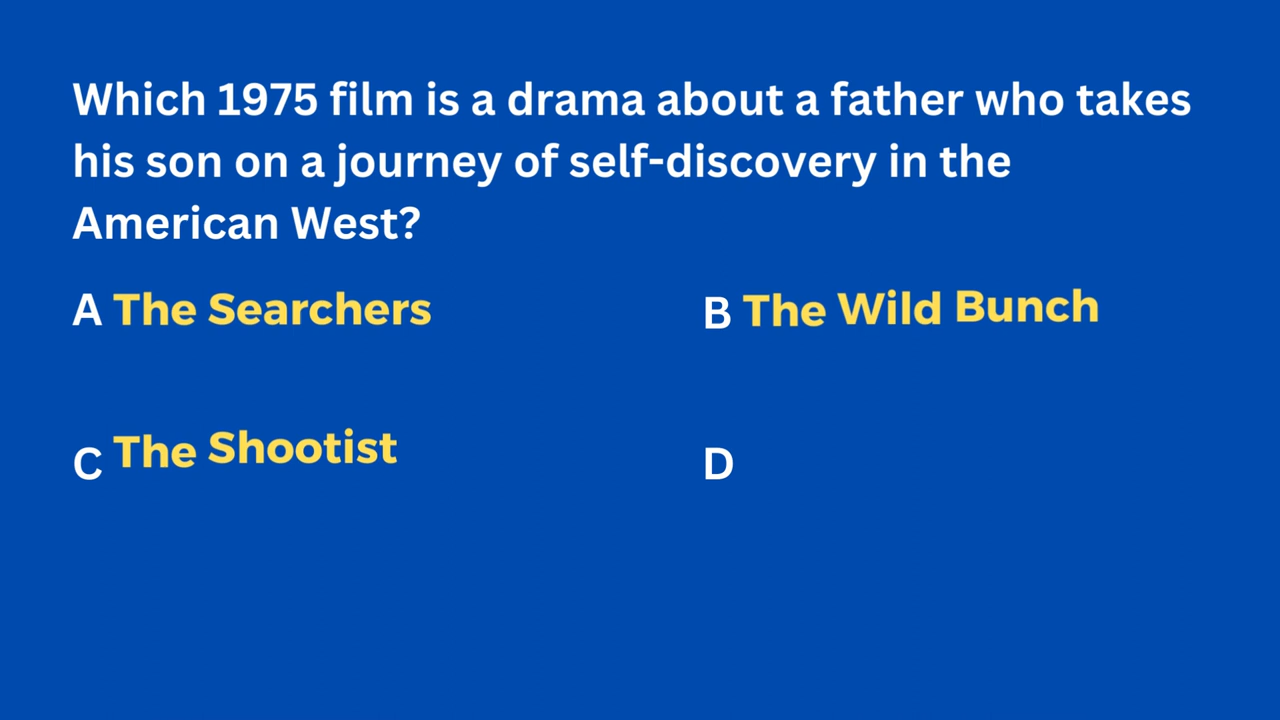 Which 1975 film is a drama about a father who takes
his son on a journey of self-discovery in the
American West?
A The Searchers
B The Wild Bunch
C The Shootist
D